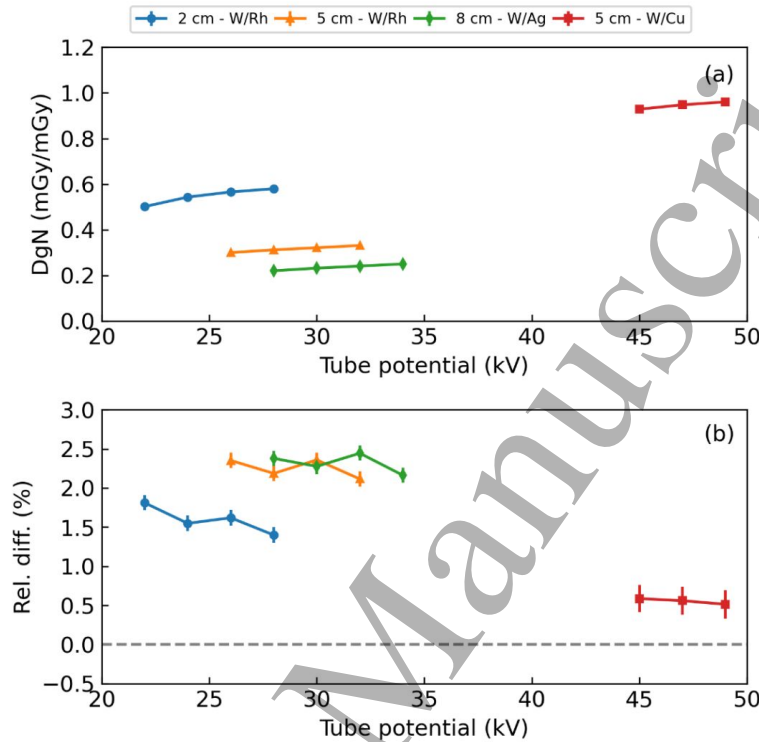 2 cm - W/Rh 5 cm - W/Rh 8 cm - W/Ag 5 cm - W/Cu
(a)
DgN (mGy/mGy)
1.2
1.0
0.8
0.6
0.4
0.2
0.0
20 25 30 35 40 45 50
Tube potential (kV)
(b)
Rel. diff. (%)
3.0
2.5
2.0
1.5
1.0
0.5
0.0
−0.5
20 25 30 35 40 45 50
Tube potential (kV)
Manuscri